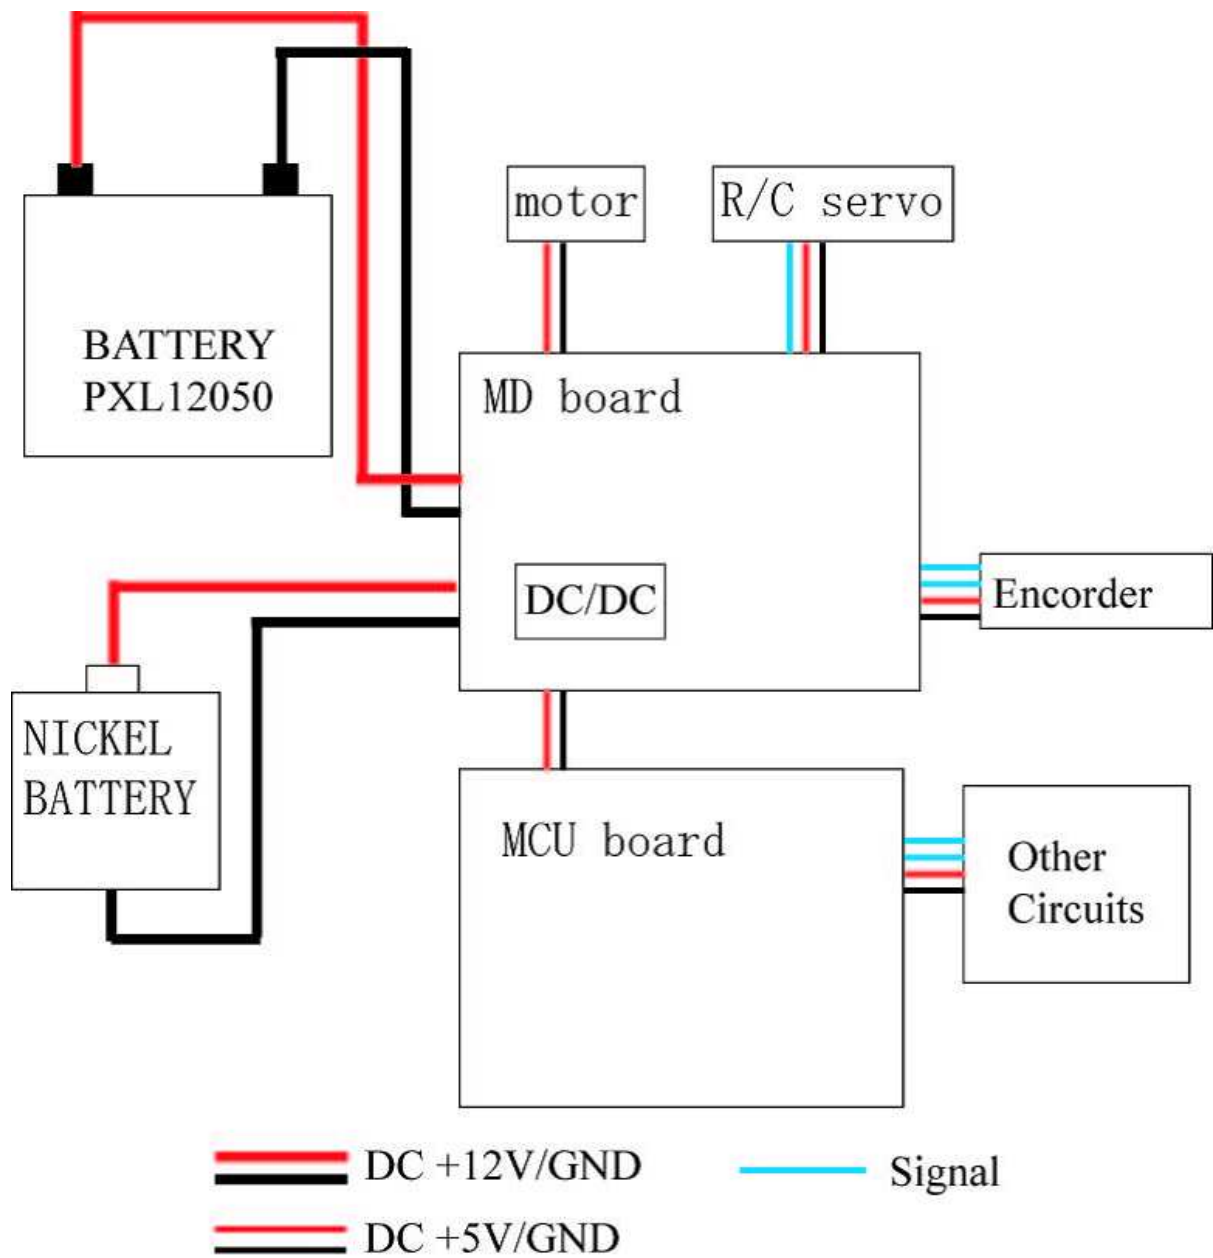 motor
R/C servo
BATTERY
PXL12050
MD board
DC/DC
Encorder
NICKEL
BATTERY
MCU board
Other
Circuits
DC +12V/GND
Signal
DC +5V/GND